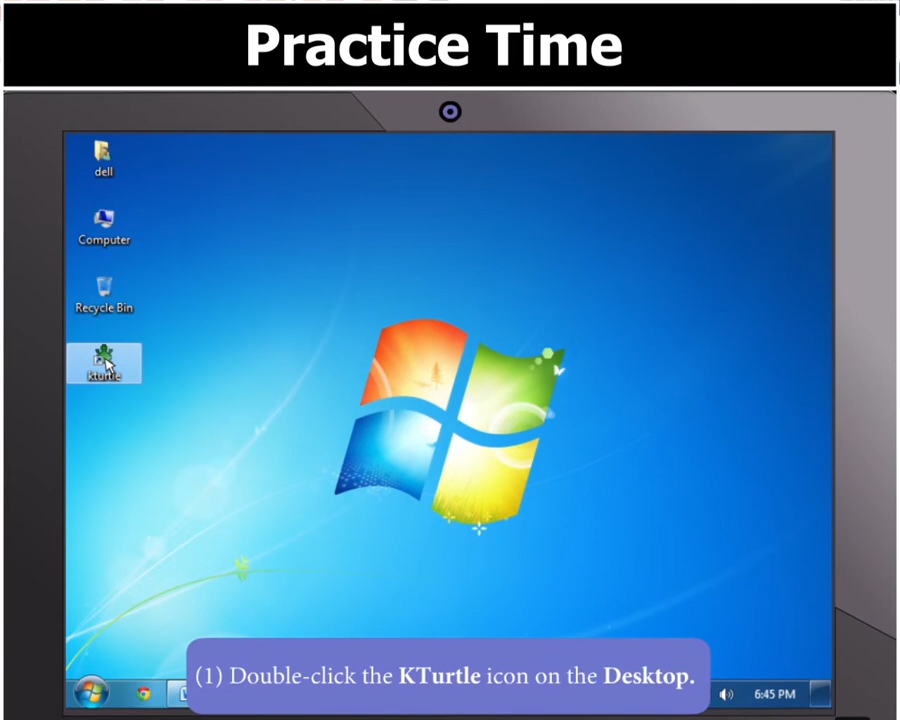 Practice Time
dell
Computer
Recycle Bin
kturtle
(1) Double-click the KTurtle icon on the Desktop.
6:45 PM